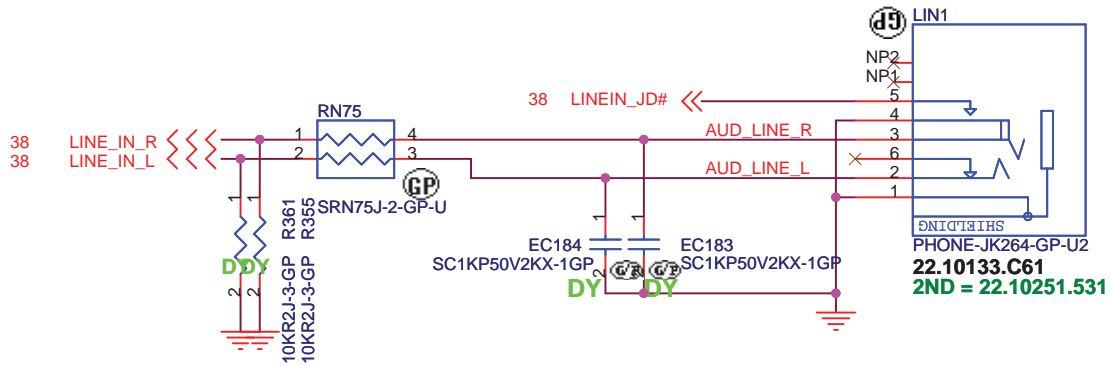 GP
LIN1
NP2
NP1
38 LINEIN_JD#
5
RN75
4
38 LINE_IN_R
1
4
AUD_LINE_R
3
38 LINE_IN_L
2
3
6
AUD_LINE_L
2
GP
1
SRN75J-2-GP-U
1
1
1
1
SHIELDING
R361
R355
EC184
EC183
PHONE-JK264-GP-U2
SC1KP50V2KX-1GP
SC1KP50V2KX-1GP
22.10133.C61
DY
DY
2
2
DY
DY
2ND = 22.10251.531
2
2
10KR2J-3-GP
10KR2J-3-GP